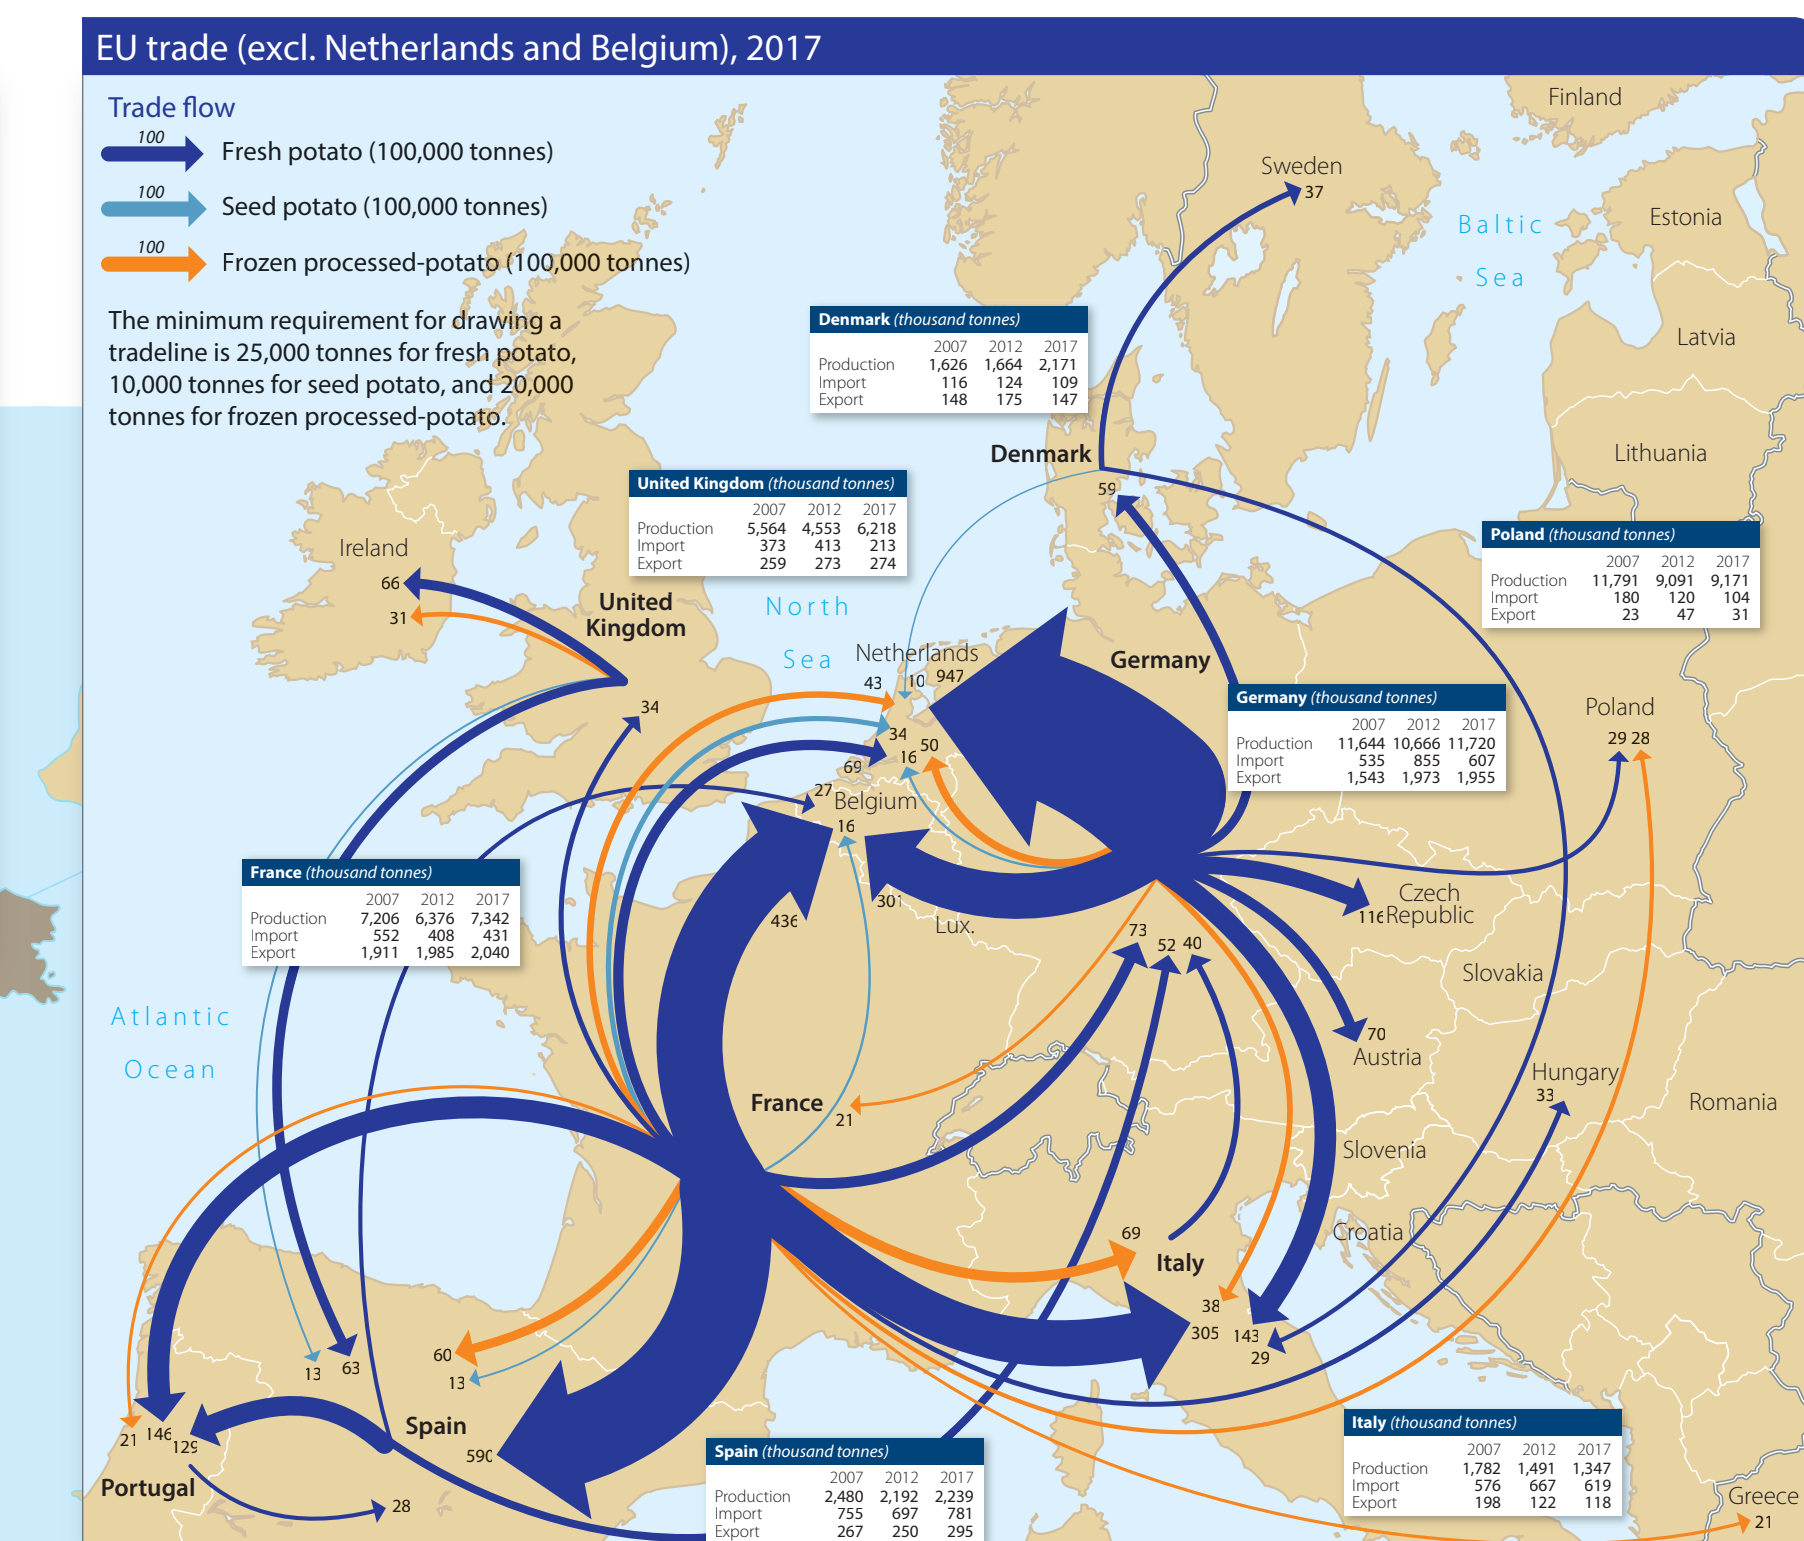 EU trade (excl. Netherlands and Belgium), 2017
Trade flow
100
Fresh potato (100,000 tonnes)
100
Seed potato (100,000 tonnes)
100
Frozen processed-potato (100,000 tonnes)
The minimum requirement for drawing a
tradeline is 25,000 tonnes for fresh potato,
10,000 tonnes for seed potato, and 20,000
tonnes for frozen processed-potato.
Finland
Sweden
37
Baltic
Sea
Estonia
Latvia
Lithuania
Denmark (thousand tonnes)
2007 2012 2017
Production 1,626 1,664 2,171
Import 116 124 109
Export 148 175 147
Denmark
59
United Kingdom (thousand tonnes)
2007 2012 2017
Production 5,564 4,553 6,218
Import 373 413 213
Export 259 273 274
Poland (thousand tonnes)
2007 2012 2017
Production 11,791 9,091 9,171
Import 180 120 104
Export 23 47 31
Ireland
66
31
United
Kingdom
34
North
Sea
Netherlands
43 10 947
34
16 50
69
27
Belgium
16
Germany
Germany (thousand tonnes)
2007 2012 2017
Production 11,644 10,666 11,720
Import 535 855 607
Export 1,543 1,973 1,955
Poland
29 28
France (thousand tonnes)
2007 2012 2017
Production 7,206 6,376 7,342
Import 552 408 431
Export 1,911 1,985 2,040
436
301
Lux.
73 52 40
Czech
116 Republic
Slovakia
70
Austria
Atlantic
Ocean
France
21
Hungary
33
Romania
Slovenia
Croatia
69
Italy
38
305 143
29
13 63
60
13
21 146
129
Spain
590
Portugal
28
Spain (thousand tonnes)
2007 2012 2017
Production 2,480 2,192 2,239
Import 755 697 781
Export 267 250 295
Italy (thousand tonnes)
2007 2012 2017
Production 1,782 1,491 1,347
Import 576 667 619
Export 198 122 118
Greece
21